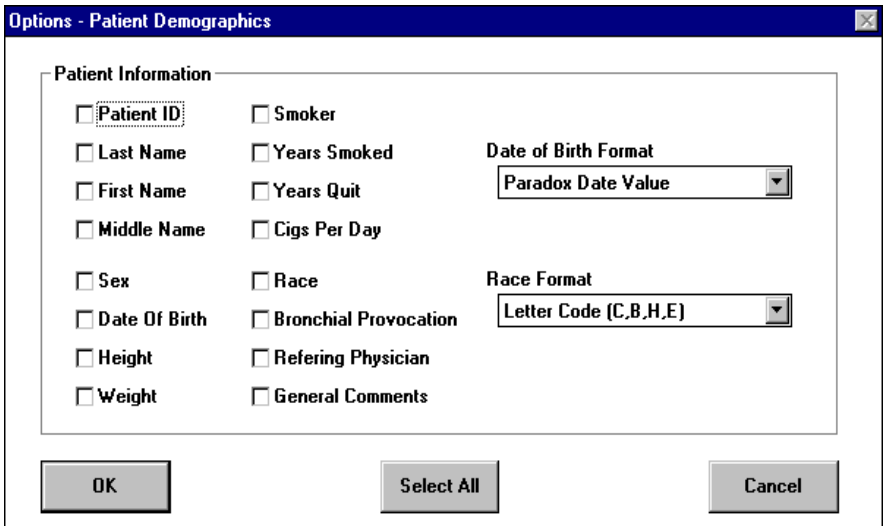 Options - Patient Demographics
Patient Information
Patient ID
Smoker
Last Name
Years Smoked
Date of Birth Format
First Name
Years Quit
Paradox Date Value
Middle Name
Cigs Per Day
Sex
Race
Race Format
Date Of Birth
Bronchial Provocation
Letter Code (C,B,H,E)
Height
Refering Physician
Weight
General Comments
OK
Select All
Cancel